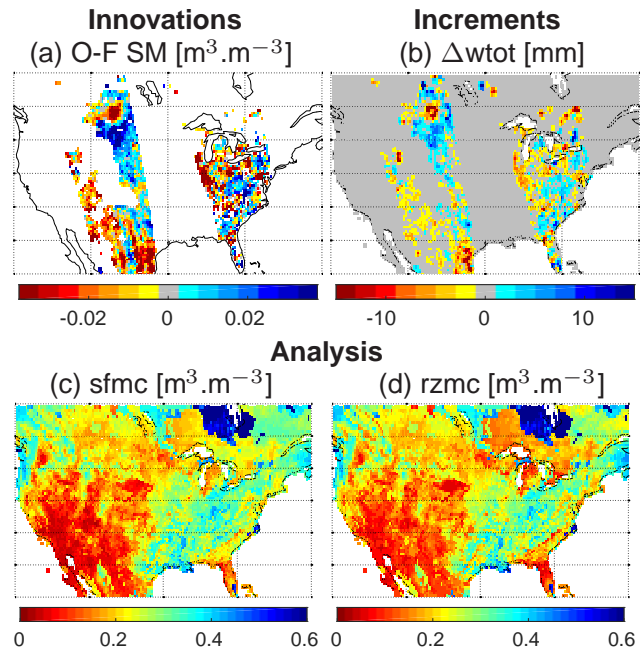 Innovations Increments
(a) O-F SM [m³.m⁻³] (b) Δwtot [mm]
-0.02 0 0.02 -10 0 10
Analysis
(c) sfmc [m³.m⁻³] (d) rzmc [m³.m⁻³]
0 0.2 0.4 0.6 0 0.2 0.4 0.6